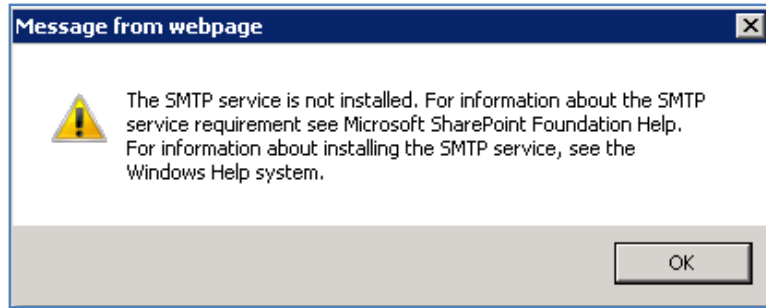 Message from webpage
The SMTP service is not installed. For information about the SMTP
service requirement see Microsoft SharePoint Foundation Help.
For information about installing the SMTP service, see the
Windows Help system.
OK